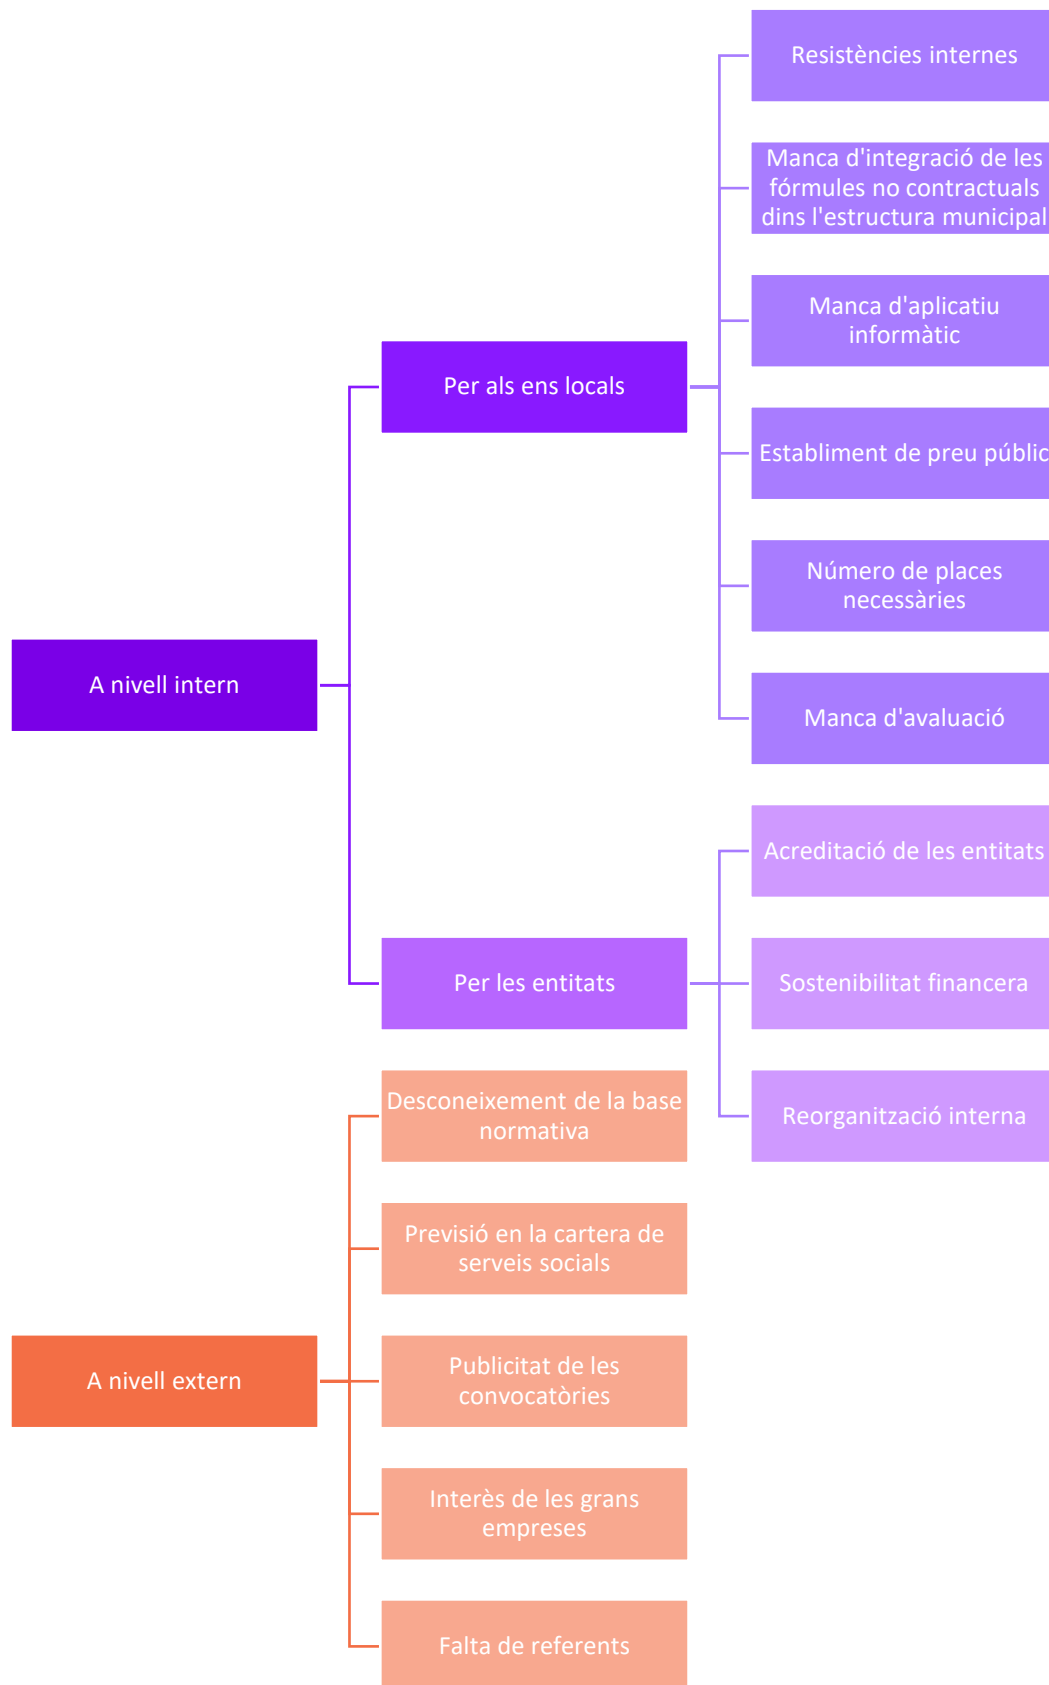 A nivell intern
Per als ens locals
Resistències internes
Manca d'integració de les
fórmules no contractuals
dins l'estructura municipal
Manca d'aplicatiu
informàtic
Establiment de preu públic
Número de places
necessàries
Manca d'avaluació
Per les entitats
Acreditació de les entitats
Sostenibilitat financera
Reorganització interna
A nivell extern
Desconeixement de la base
normativa
Previsió en la cartera de
serveis socials
Publicitat de les
convocatòries
Interès de les grans
empreses
Falta de referents